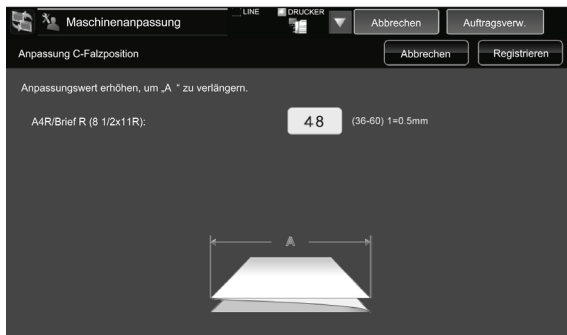 Maschinenanpassung
LINE
DRUCKER
Abbrechen
Auftragsverw.
Anpassung C-Falzposition
Abbrechen
Registrieren
Anpassungswert erhöhen, um „A “ zu verlängern.
A4R/Brief R (8 1/2x11R):
48
(36-60) 1=0.5mm
A